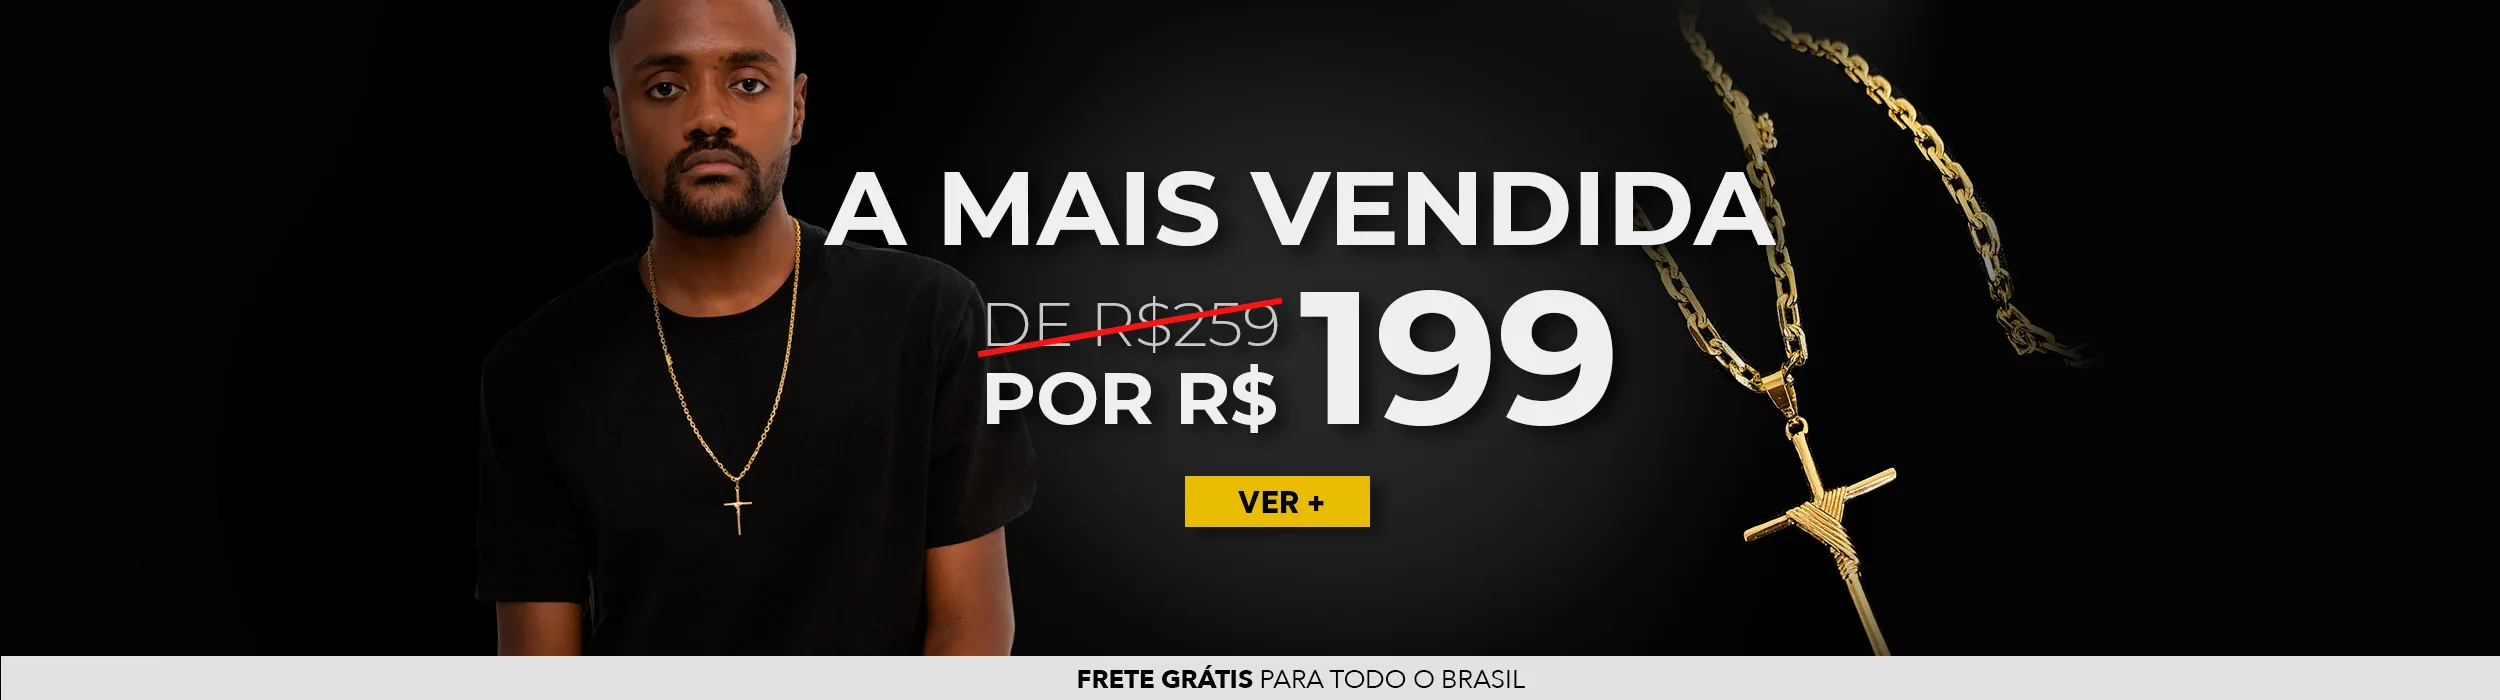 A MAIS VENDIDA
DE R$259
POR R$ 199
VER +
FRETE GRÁTIS PARA TODO O BRASIL